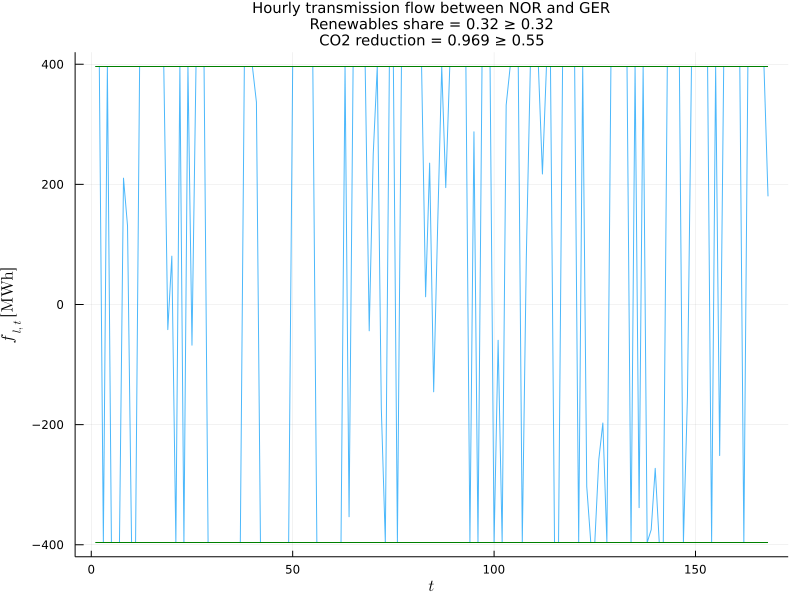 Hourly transmission flow between NOR and GER
Renewables share = 0.32 ≥ 0.32
CO2 reduction = 0.969 ≥ 0.55
400
200
0
−200
−400
f l,t [MWh]
0 50 100 150
t